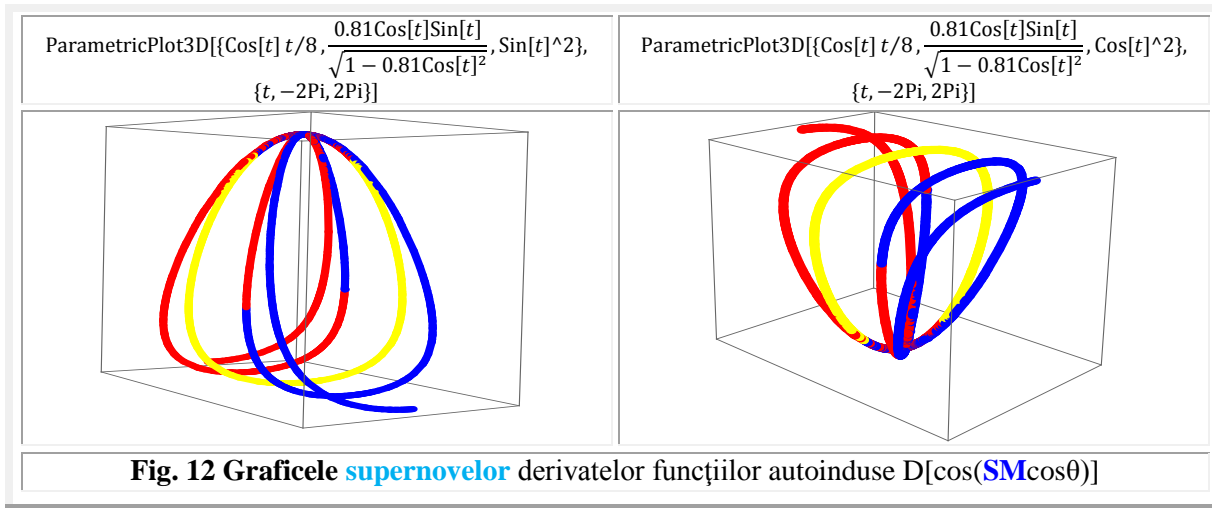 ParametricPlot3D[{Cos[t] t/8 , 0.81Cos[t]Sin[t] / √(1 − 0.81Cos[t]²) , Sin[t]^2},
{t, −2Pi, 2Pi}]
ParametricPlot3D[{Cos[t] t/8 , 0.81Cos[t]Sin[t] / √(1 − 0.81Cos[t]²) , Cos[t]^2},
{t, −2Pi, 2Pi}]
Fig. 12 Graficele supernovelor derivatelor funcţiilor autoinduse D[cos(SMcosθ)]